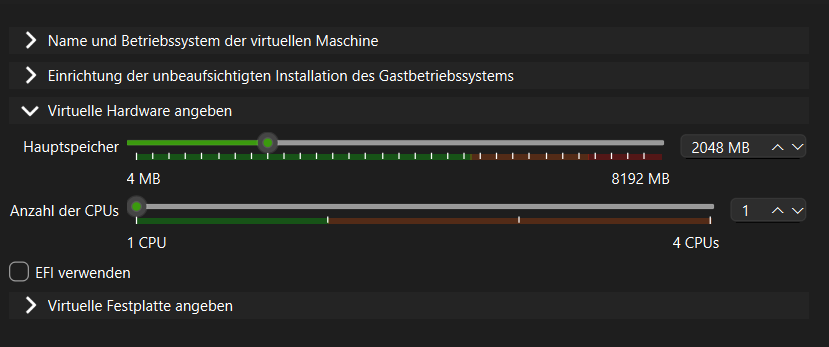 Name und Betriebssystem der virtuellen Maschine
Einrichtung der unbeaufsichtigten Installation des Gastbetriebssystems
Virtuelle Hardware angeben
Hauptspeicher 2048 MB
4 MB 8192 MB
Anzahl der CPUs 1
1 CPU 4 CPUs
EFI verwenden
Virtuelle Festplatte angeben